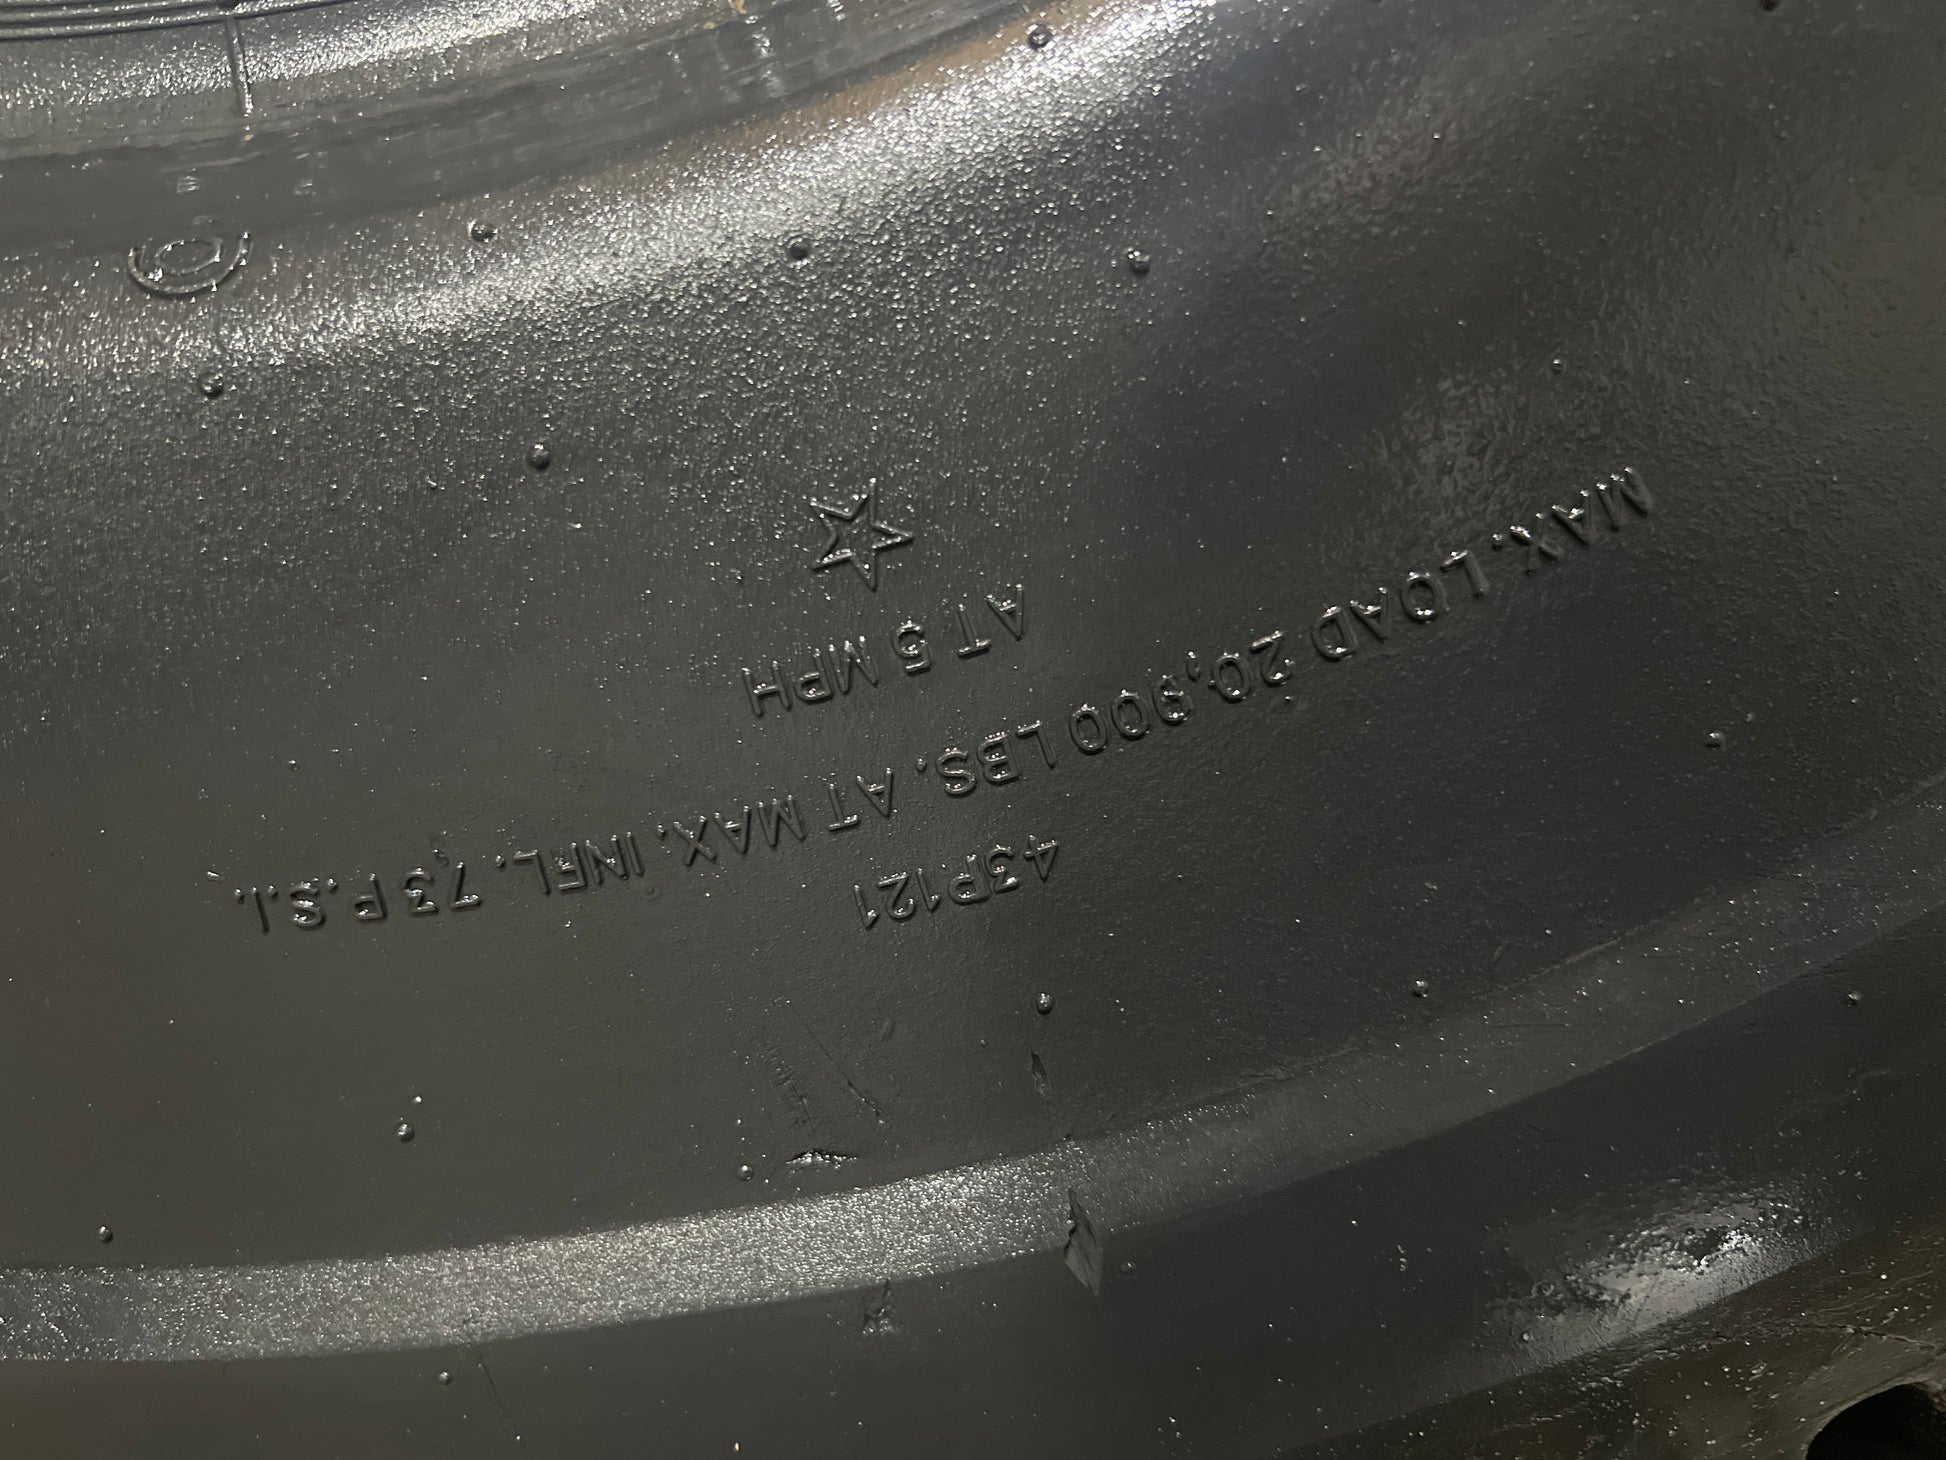 43P121
MAX. LOAD 20,900 LBS. AT MAX. INFL. 73 P.S.I.
AT 5 MPH